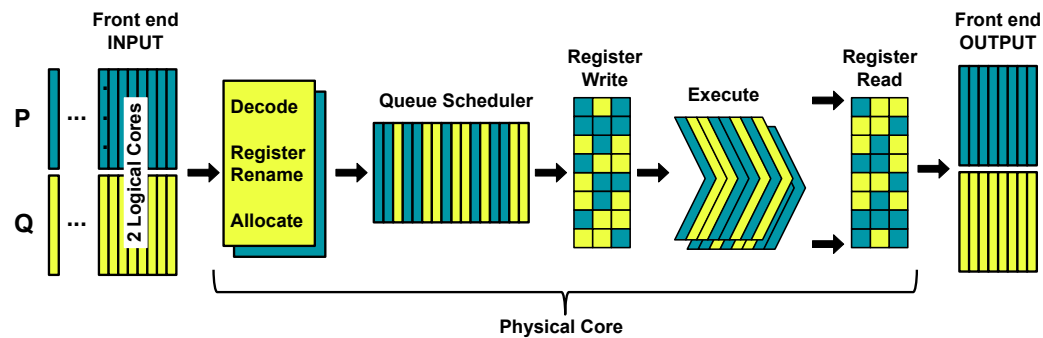 Front end
INPUT
P
...
Q
...
2 Logical Cores
Decode
Register
Rename
Allocate
Queue Scheduler
Register
Write
Execute
Register
Read
Front end
OUTPUT
Physical Core